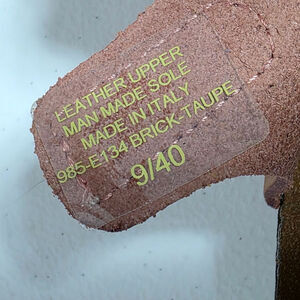 LEATHER UPPER
MAN MADE SOLE
MADE IN ITALY
985-E134 BRICK-TAUPE
9/40